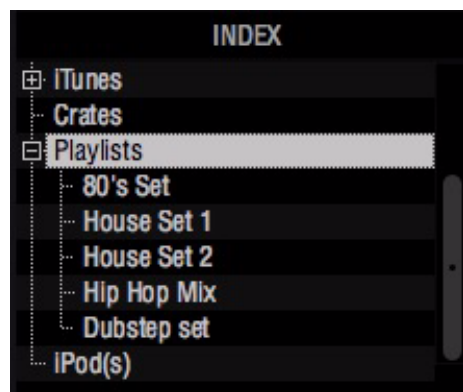 INDEX
iTunes
Crates
Playlists
80's Set
House Set 1
House Set 2
Hip Hop Mix
Dubstep set
iPod(s)